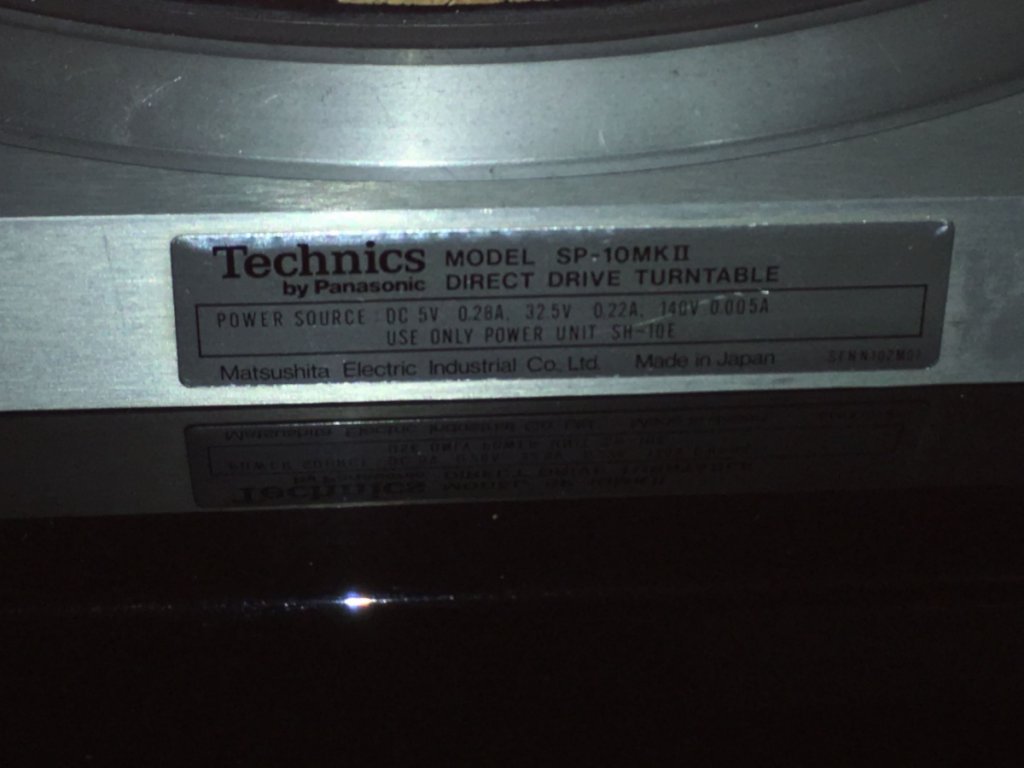 Technics MODEL SP-10MKII
by Panasonic DIRECT DRIVE TURNTABLE
POWER SOURCE DC 5V 0.28A, 32.5V 0.22A, 140V 0.005A
USE ONLY POWER UNIT SH-10E
Matsushita Electric Industrial Co., Ltd. Made in Japan